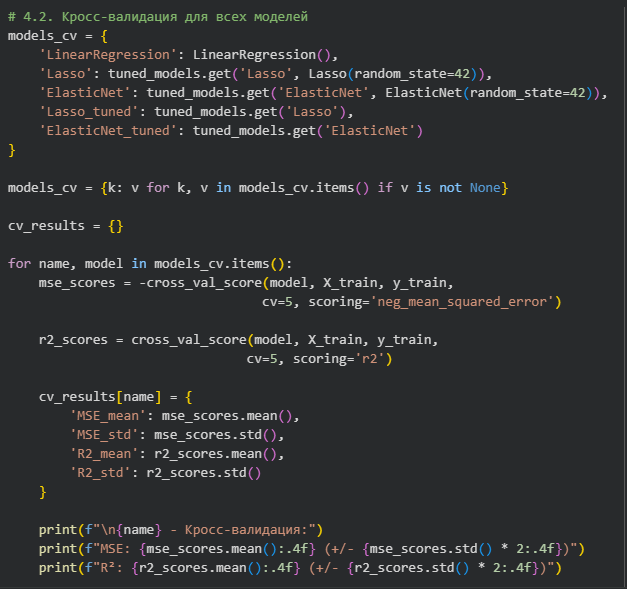 # 4.2. Кросс-валидация для всех моделей
models_cv = {
    'LinearRegression': LinearRegression(),
    'Lasso': tuned_models.get('Lasso', Lasso(random_state=42)),
    'ElasticNet': tuned_models.get('ElasticNet', ElasticNet(random_state=42)),
    'Lasso_tuned': tuned_models.get('Lasso'),
    'ElasticNet_tuned': tuned_models.get('ElasticNet')
}
models_cv = {k: v for k, v in models_cv.items() if v is not None}
cv_results = {}
for name, model in models_cv.items():
    mse_scores = -cross_val_score(model, X_train, y_train,
                                 cv=5, scoring='neg_mean_squared_error')
    r2_scores = cross_val_score(model, X_train, y_train,
                               cv=5, scoring='r2')
    cv_results[name] = {
        'MSE_mean': mse_scores.mean(),
        'MSE_std': mse_scores.std(),
        'R2_mean': r2_scores.mean(),
        'R2_std': r2_scores.std()
    }
    print(f"\n{name} - Кросс-валидация:")
    print(f"MSE: {mse_scores.mean():.4f} (+/- {mse_scores.std() * 2:.4f})")
    print(f"R²: {r2_scores.mean():.4f} (+/- {r2_scores.std() * 2:.4f})")